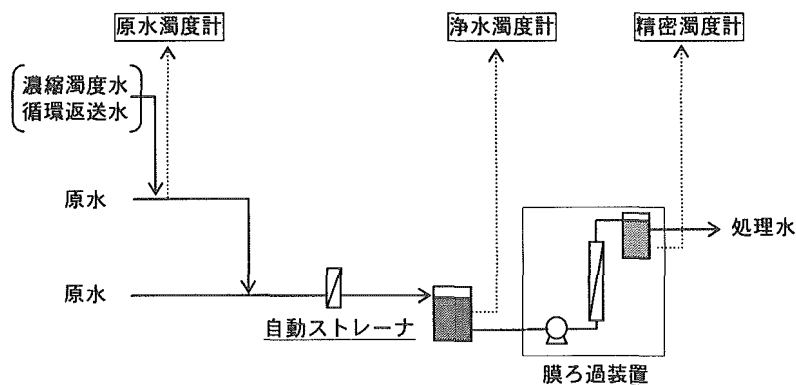 原水濁度計
浄水濁度計
精密濁度計
濃縮濁度水
循環返送水
原水
処理水
原水
自動ストレーナ
膜ろ過装置